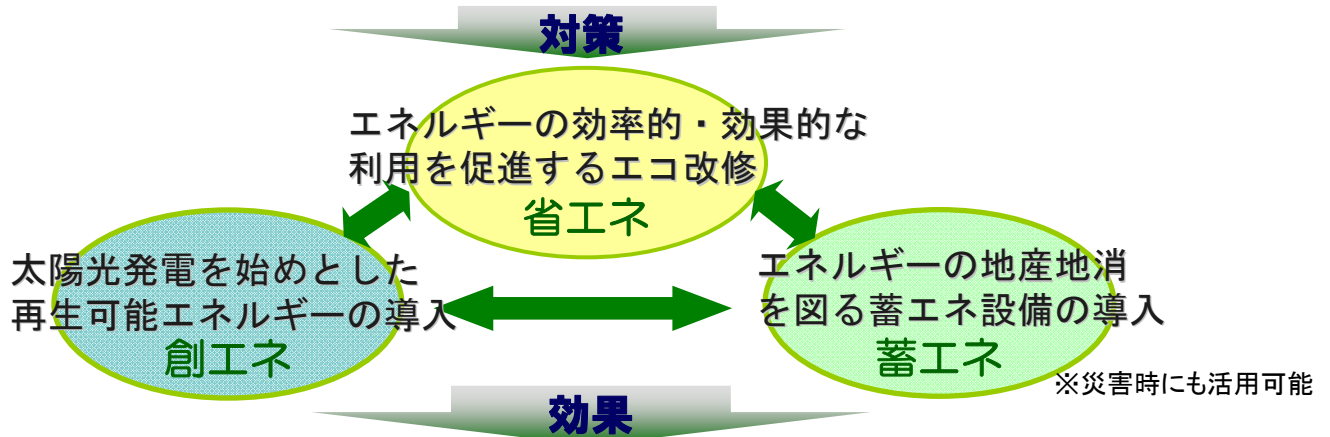 対策
エネルギーの効率的・効果的な
利用を促進するエコ改修
省エネ
太陽光発電を始めとした
再生可能エネルギーの導入
創エネ
エネルギーの地産地消
を図る蓄エネ設備の導入
蓄エネ
※災害時にも活用可能
効果